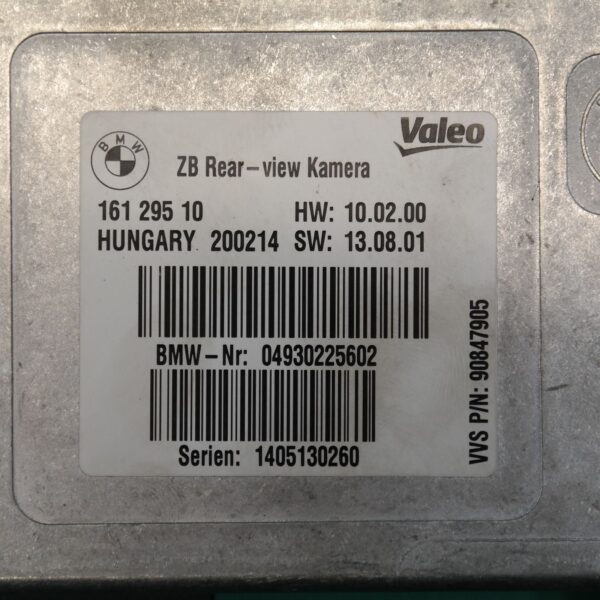 BMW
Valeo
ZB Rear-view Kamera
161 295 10 HW: 10.02.00
HUNGARY 200214 SW: 13.08.01
BMW-Nr: 04930225602
Serien: 1405130260
VVS P/N: 90847905